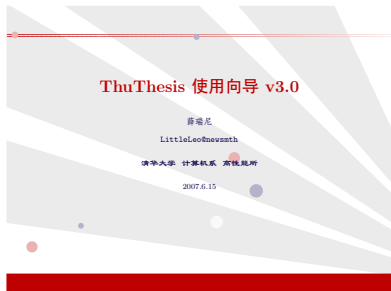 ThuThesis 使用向导 v3.0
薛瑞尼
LittleLeo@newsmth
清华大学 计算机系 高性能所
2007.6.15